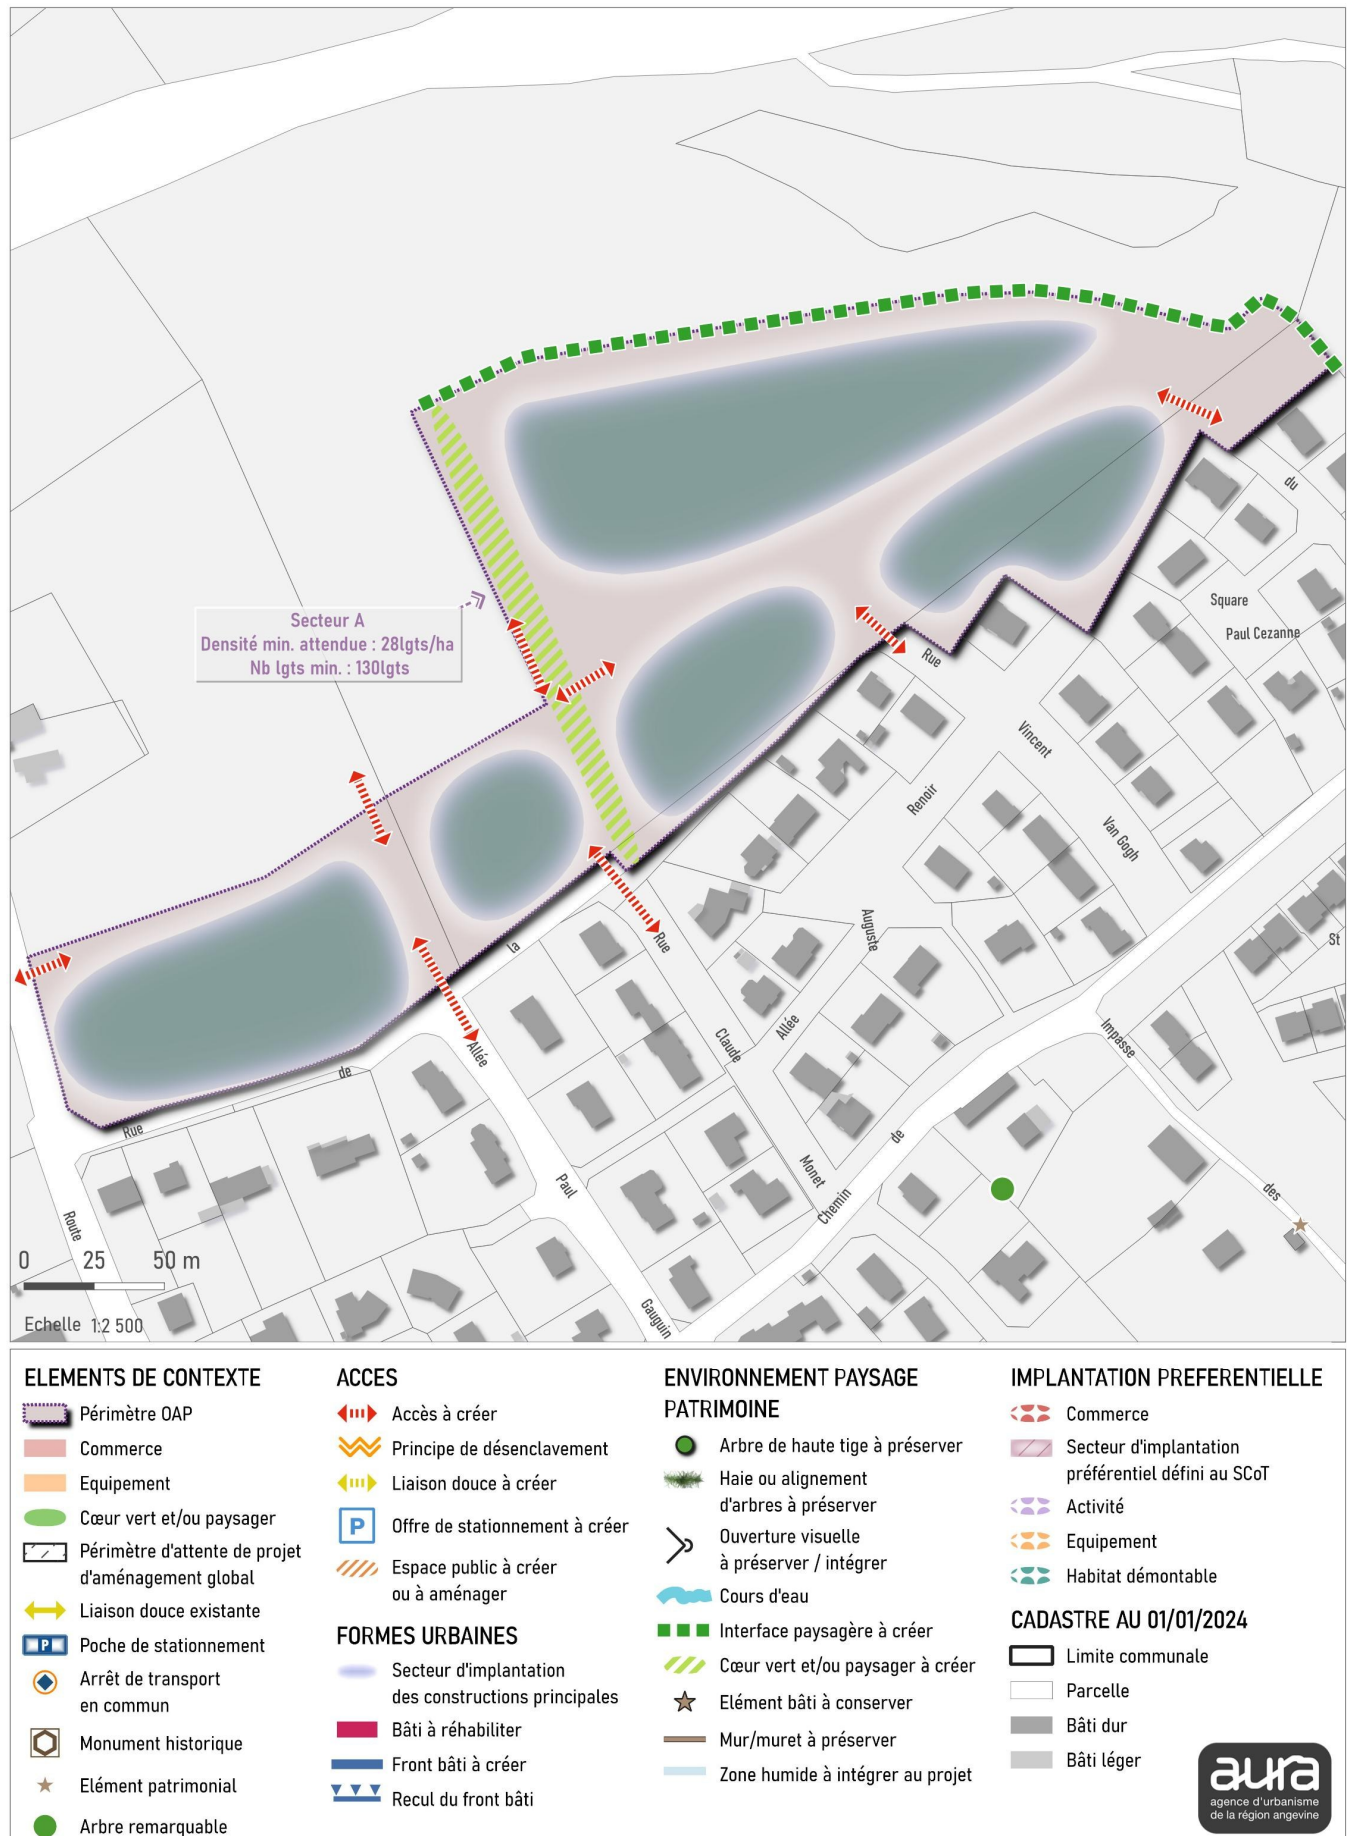 Secteur A
Densité min. attendue : 28lgts/ha
Nb lgts min. : 130lgts
du
Square
Paul Cezanne
Rue
Vincent
Renoir
Van Gogh
Auguste
St
la
Rue
Allée
Claude
Allée
Impasse
de
Rue
Paul
Monet
de
Chemin
des
Route
Gauguin
0 25 50 m
Echelle 1:2 500
ELEMENTS DE CONTEXTE
Périmètre OAP
Commerce
Equipement
Cœur vert et/ou paysager
Périmètre d'attente de projet
d'aménagement global
Liaison douce existante
P Poche de stationnement
Arrêt de transport
en commun
Monument historique
Elément patrimonial
Arbre remarquable
ACCES
Accès à créer
Principe de désenclavement
Liaison douce à créer
P Offre de stationnement à créer
Espace public à créer
ou à aménager
FORMES URBAINES
Secteur d'implantation
des constructions principales
Bâti à réhabiliter
Front bâti à créer
Recul du front bâti
ENVIRONNEMENT PAYSAGE
PATRIMOINE
Arbre de haute tige à préserver
Haie ou alignement
d'arbres à préserver
Ouverture visuelle
à préserver / intégrer
Cours d'eau
Interface paysagère à créer
Cœur vert et/ou paysager à créer
Elément bâti à conserver
Mur/muret à préserver
Zone humide à intégrer au projet
IMPLANTATION PREFERENTIELLE
Commerce
Secteur d'implantation
préférentiel défini au SCoT
Activité
Equipement
Habitat démontable
CADASTRE AU 01/01/2024
Limite communale
Parcelle
Bâti dur
Bâti léger
aura
agence d'urbanisme
de la région angevine